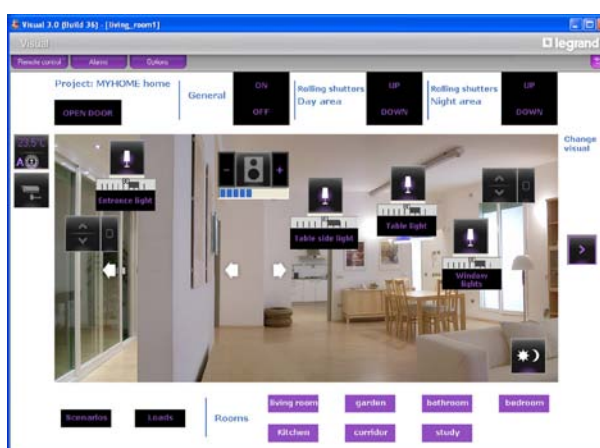 Visual 3.0 (Build 36) - [living_room1]
Visual
legrand
Remote control
Alarms
Options
Project: MYHOME home
OPEN DOOR
General
ON
OFF
Rolling shutters
Day area
UP
DOWN
Rolling shutters
Night area
UP
DOWN
23.5°C
A
Change
visual
Entrance light
-
+
Table side light
Table light
Window
lights
>
Scenarios
Loads
Rooms
living room
garden
bathroom
bedroom
Kitchen
corridor
study